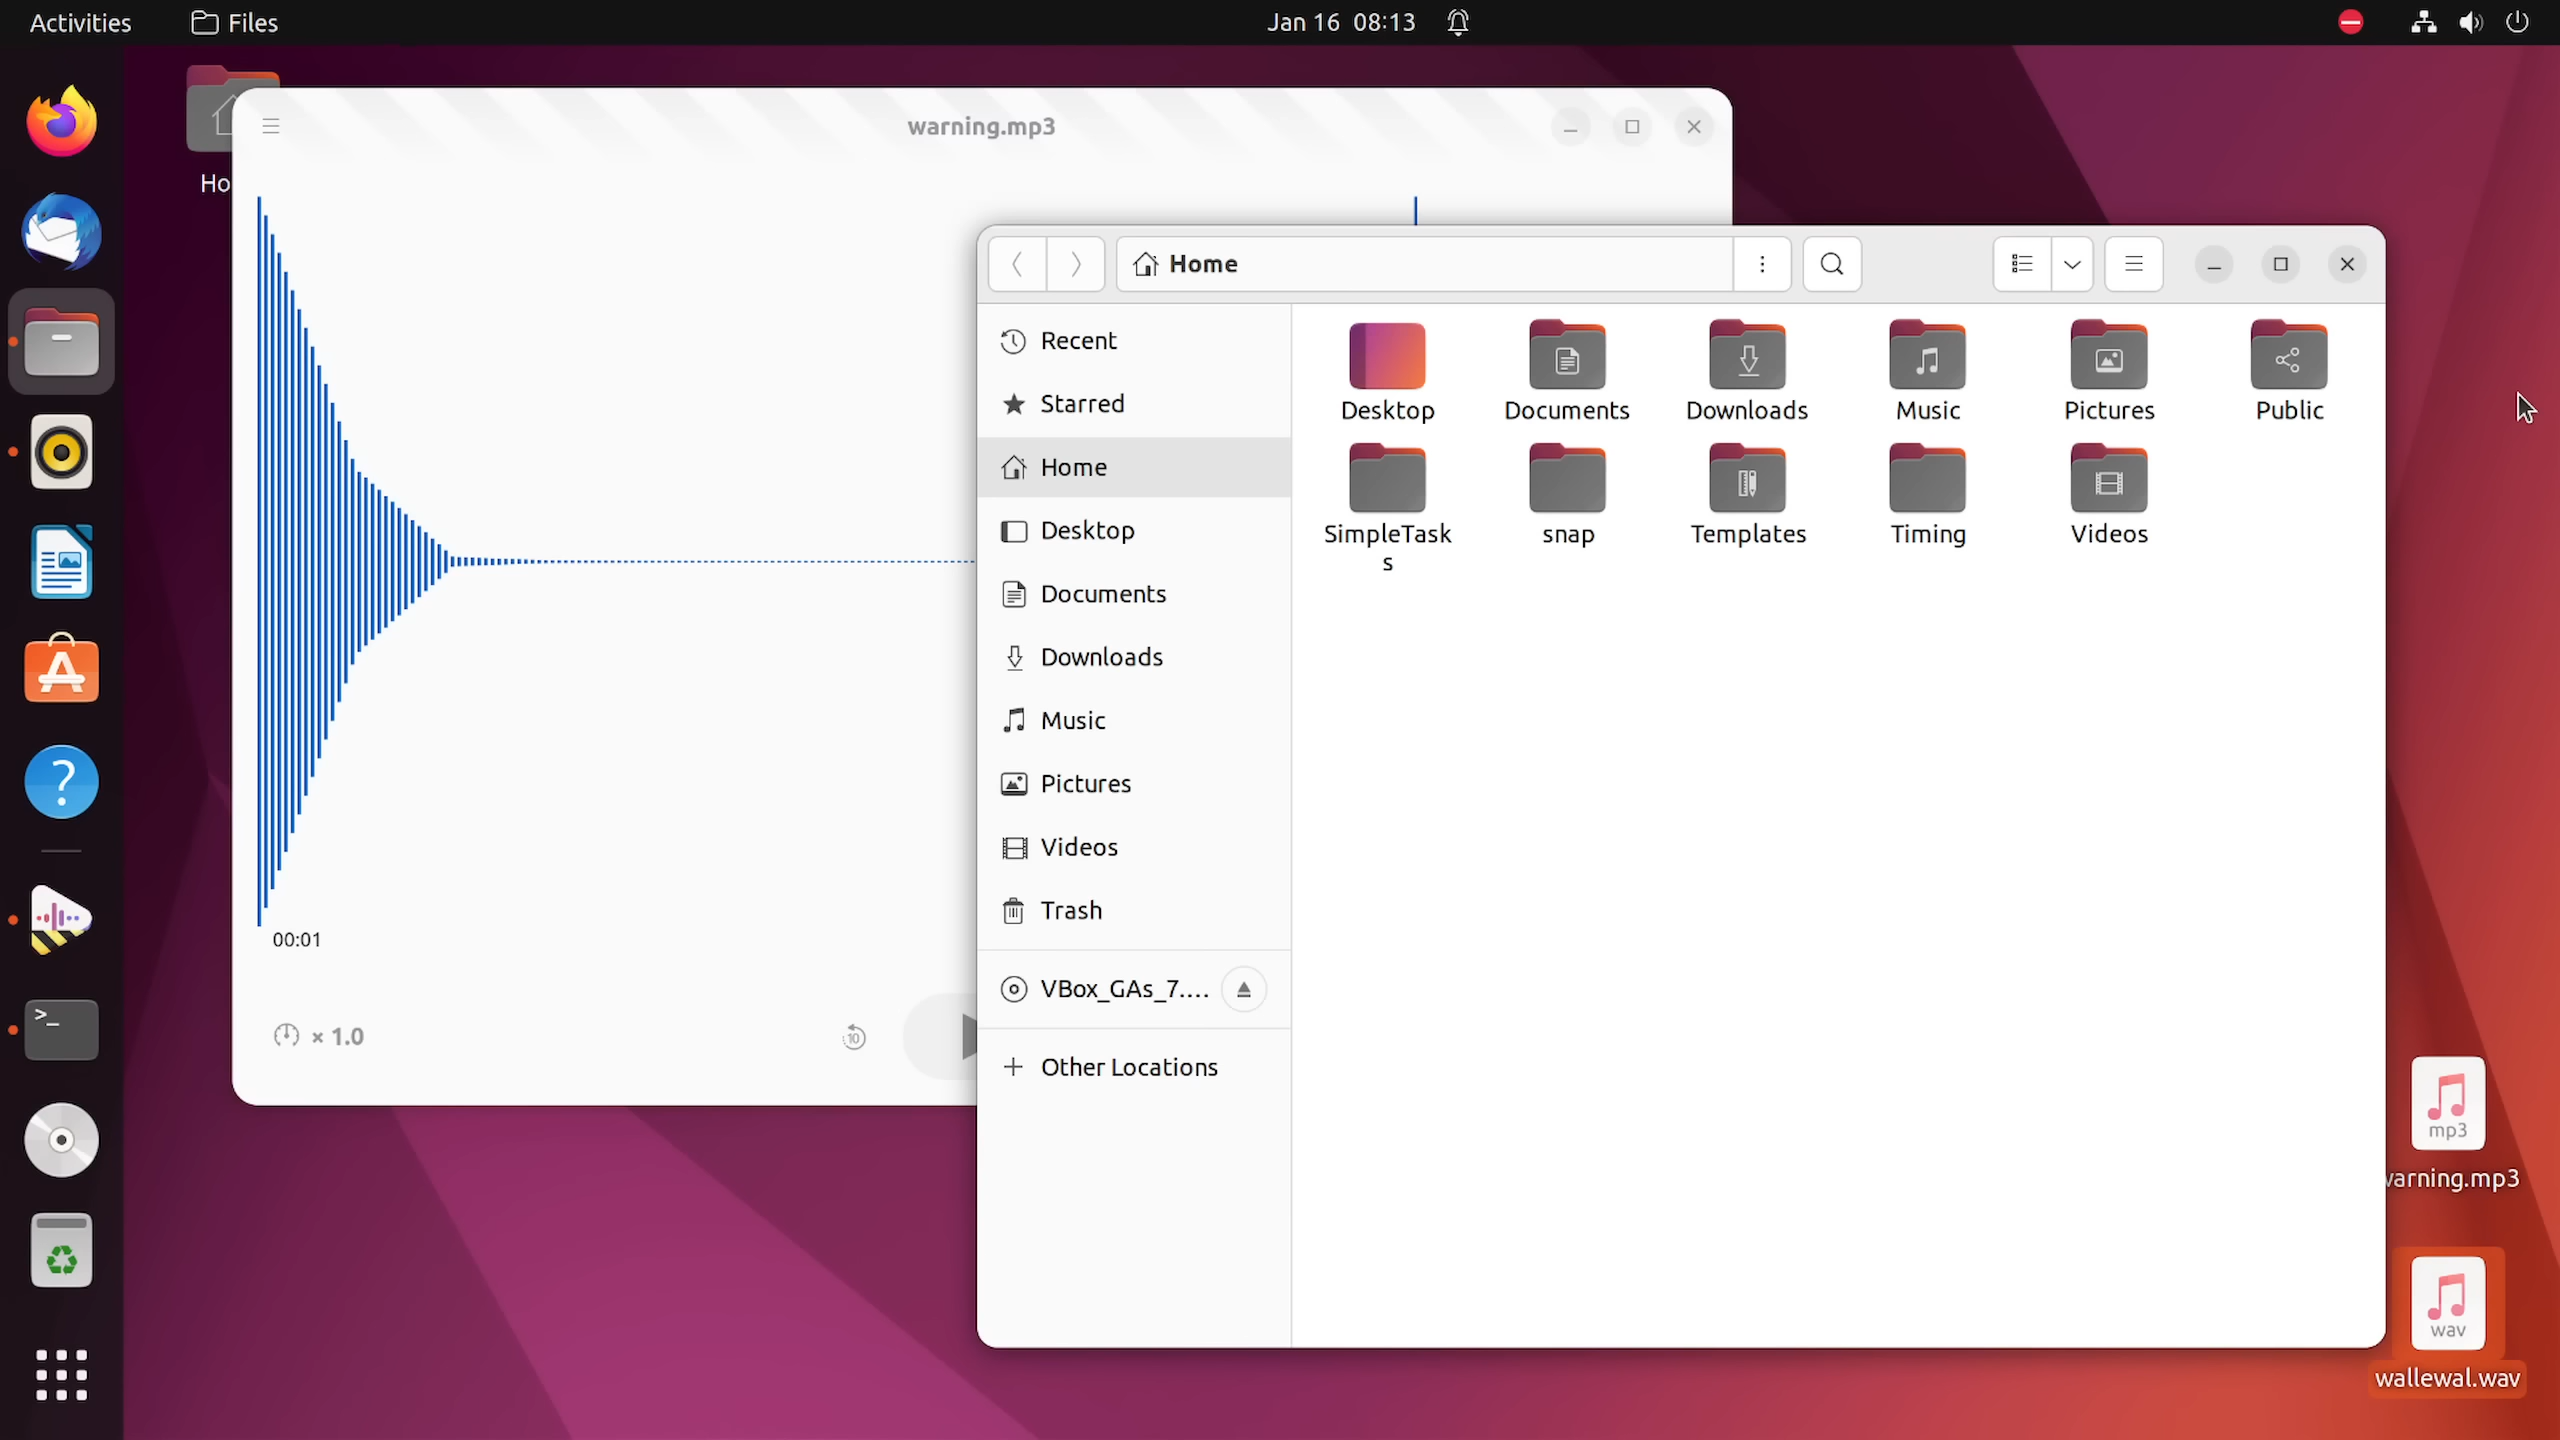 Activities
Files
Jan 16 08:13
Ho
warning.mp3
Home
Recent
Starred
Home
Desktop
Documents
Downloads
Music
Pictures
Videos
Trash
VBox_GAs_7....
Other Locations
Desktop
Documents
Downloads
Music
Pictures
Public
SimpleTask
s
snap
Templates
Timing
Videos
00:01
× 1.0
10
mp3
warning.mp3
wav
wallewal.wav